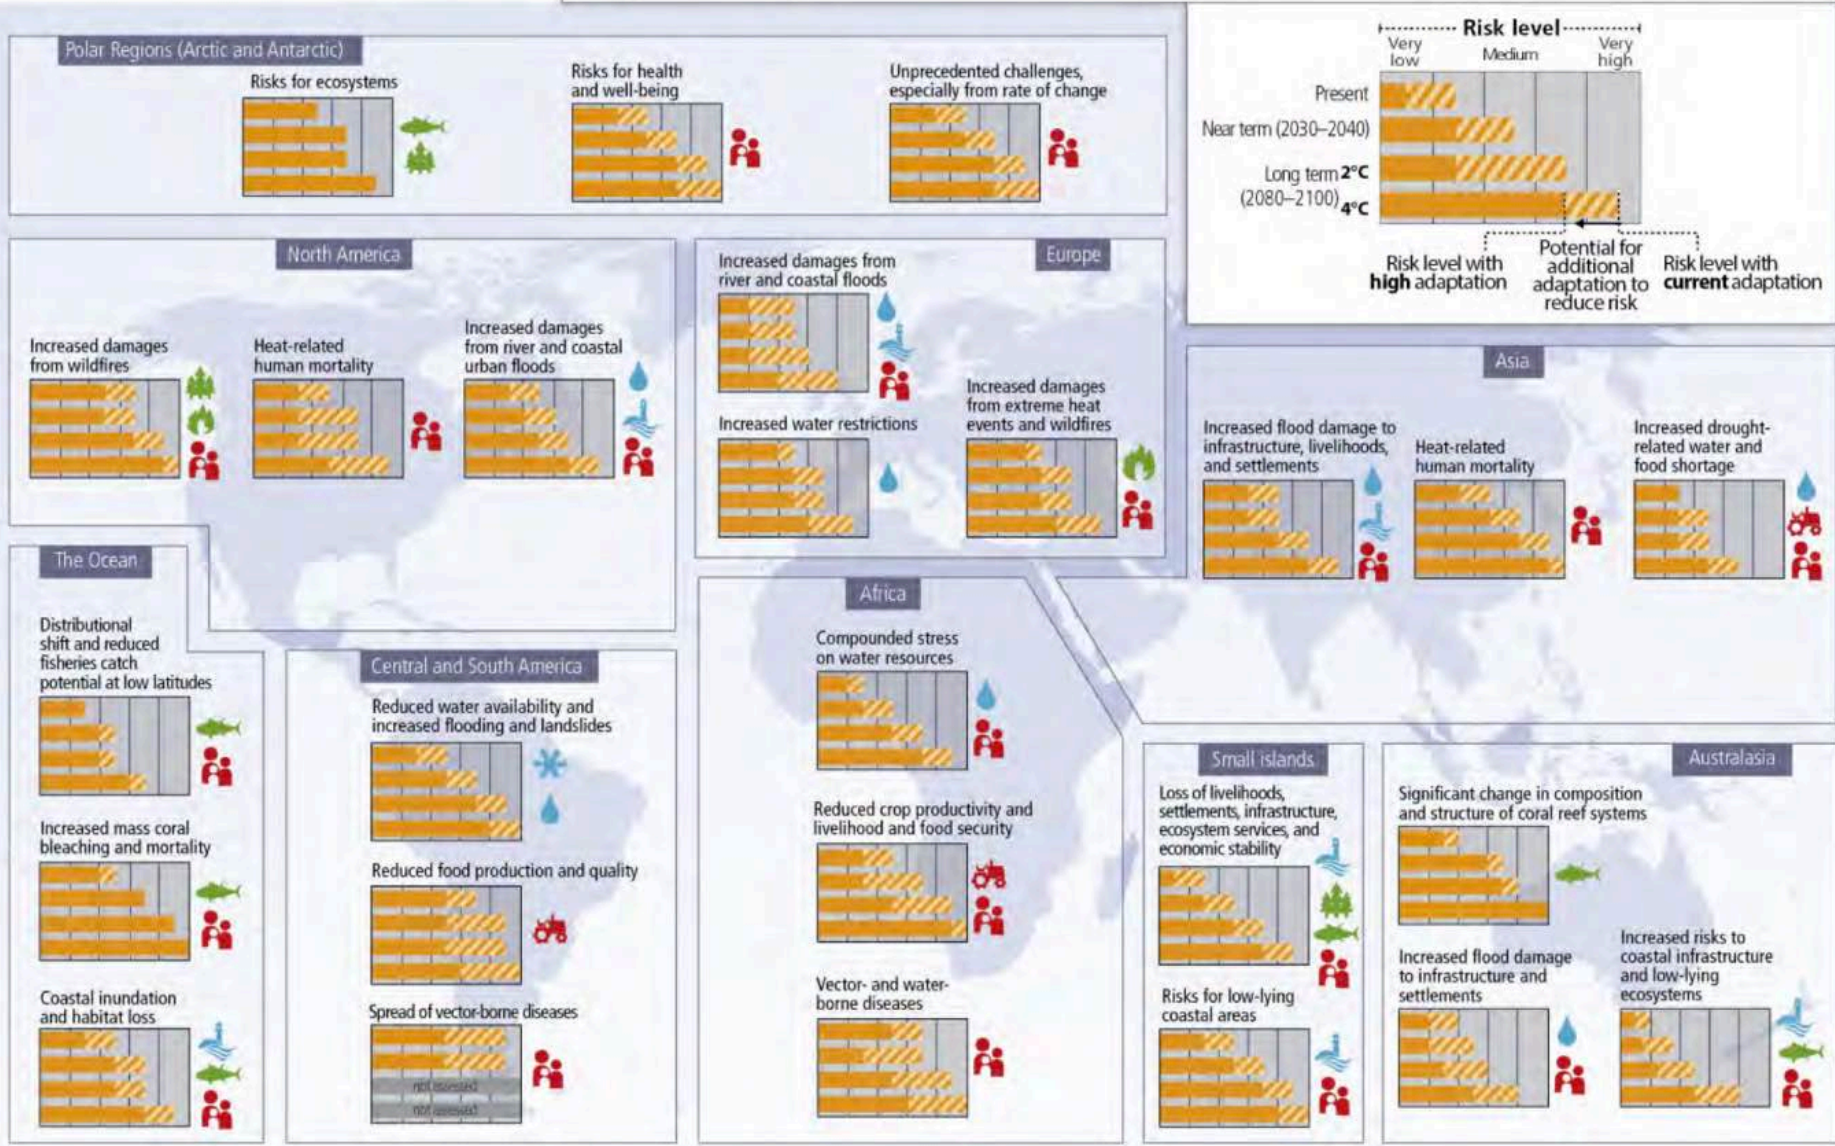 Risk level
Very
low
Medium
Very
high
Present
Near term (2030–2040)
Long term 2°C
(2080–2100) 4°C
Risk level with
high adaptation
Potential for
additional
adaptation to
reduce risk
Risk level with
current adaptation
Polar Regions (Arctic and Antarctic)
Risks for ecosystems
Risks for health
and well-being
Unprecedented challenges,
especially from rate of change
North America
Increased damages
from wildfires
Heat-related
human mortality
Increased damages
from river and coastal
urban floods
Europe
Increased damages from
river and coastal floods
Increased water restrictions
Increased damages
from extreme heat
events and wildfires
Asia
Increased flood damage to
infrastructure, livelihoods,
and settlements
Heat-related
human mortality
Increased drought-
related water and
food shortage
The Ocean
Distributional
shift and reduced
fisheries catch
potential at low latitudes
Increased mass coral
bleaching and mortality
Coastal inundation
and habitat loss
Central and South America
Reduced water availability and
increased flooding and landslides
Reduced food production and quality
Spread of vector-borne diseases
not assessed
not assessed
Africa
Compounded stress
on water resources
Reduced crop productivity and
livelihood and food security
Vector- and water-
borne diseases
Small islands
Loss of livelihoods,
settlements, infrastructure,
ecosystem services, and
economic stability
Risks for low-lying
coastal areas
Australasia
Significant change in composition
and structure of coral reef systems
Increased flood damage
to infrastructure and
settlements
Increased risks to
coastal infrastructure
and low-lying
ecosystems